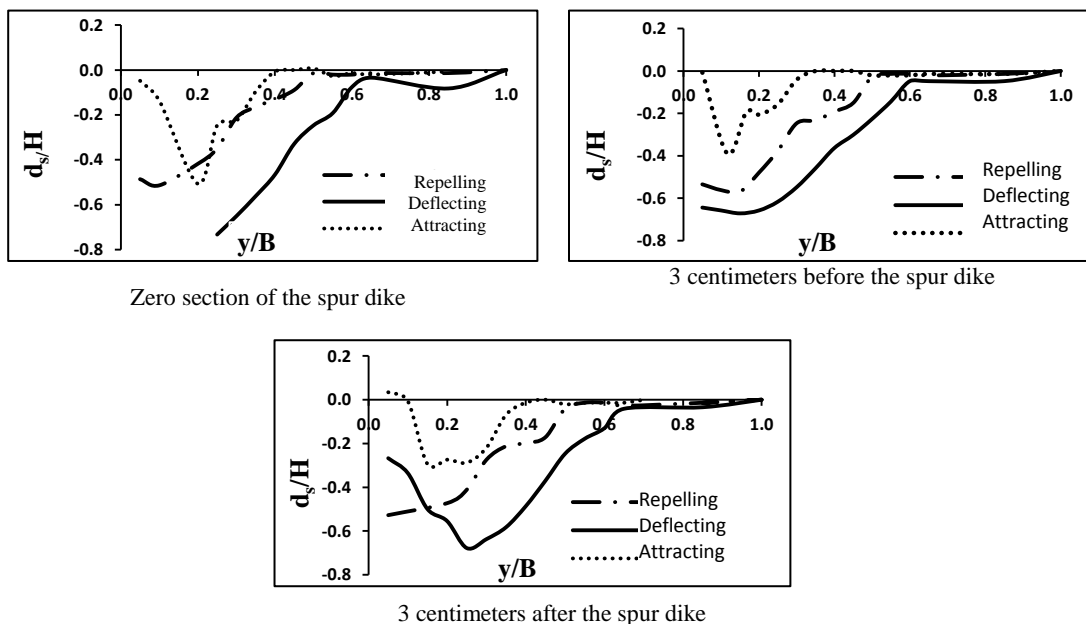 0.2
0.0
-0.2
-0.4
-0.6
-0.8
0.0 0.2 0.4 0.6 0.8 1.0
ds/H
y/B
Repelling
Deflecting
Attracting
Zero section of the spur dike
0.2
0.0
-0.2
-0.4
-0.6
-0.8
0.0 0.2 0.4 0.6 0.8 1.0
ds/H
y/B
Repelling
Deflecting
Attracting
3 centimeters before the spur dike
0.2
0.0
-0.2
-0.4
-0.6
-0.8
0.0 0.2 0.4 0.6 0.8 1.0
ds/H
y/B
Repelling
Deflecting
Attracting
3 centimeters after the spur dike